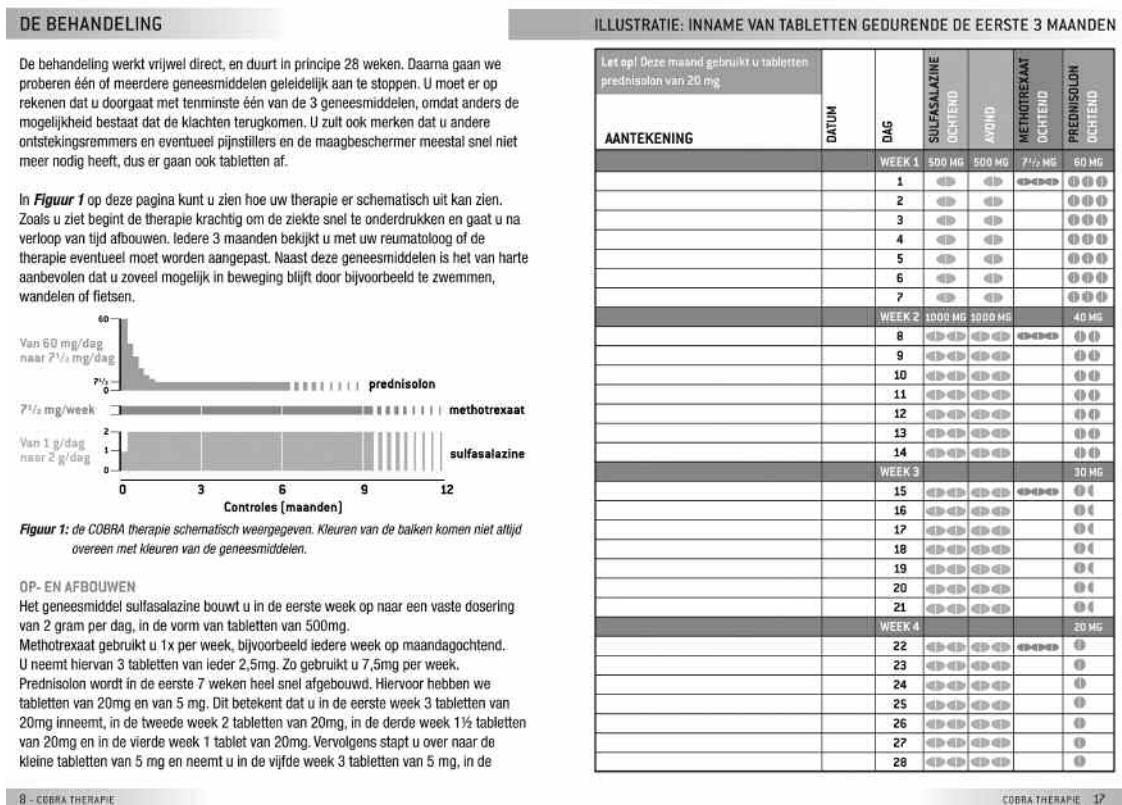 DE BEHANDELING
De behandeling werkt vrijwel direct, en duurt in principe 28 weken. Daarna gaan we
proberen één of meerdere geneesmiddelen geleidelijk aan te stoppen. U moet er op
rekenen dat u doorgaat met tenminste één van de 3 geneesmiddelen, omdat anders de
mogelijkheid bestaat dat de klachten terugkomen. U zult ook merken dat u andere
ontstekingsremmers en eventueel pijnstillers en de maagbeschermer meestal snel niet
meer nodig heeft, dus er gaan ook tabletten af.
In Figuur 1 op deze pagina kunt u zien hoe uw therapie er schematisch uit kan zien.
Zoals u ziet begint de therapie krachtig om de ziekte snel te onderdrukken en gaat u na
verloop van tijd afbouwen. Iedere 3 maanden bekijkt u met uw reumatoloog of de
therapie eventueel moet worden aangepast. Naast deze geneesmiddelen is het van harte
aanbevolen dat u zoveel mogelijk in beweging blijft door bijvoorbeeld te zwemmen,
wandelen of fietsen.
60
Van 60 mg/dag
naar 7½ mg/dag
7½
0
prednisolon
7½ mg/week
methotrexaat
Van 1 g/dag
naar 2 g/dag
2
1
0
sulfasalazine
0 3 6 9 12
Controles (maanden)
Figuur 1: de COBRA therapie schematisch weergegeven. Kleuren van de balken komen niet altijd
overeen met kleuren van de geneesmiddelen.
OP- EN AFBOUWEN
Het geneesmiddel sulfasalazine bouwt u in de eerste week op naar een vaste dosering
van 2 gram per dag, in de vorm van tabletten van 500mg.
Methotrexaat gebruikt u 1x per week, bijvoorbeeld iedere week op maandagochtend.
U neemt hiervan 3 tabletten van ieder 2,5mg. Zo gebruikt u 7,5mg per week.
Prednisolon wordt in de eerste 7 weken heel snel afgebouwd. Hiervoor hebben we
tabletten van 20mg en van 5 mg. Dit betekent dat u in de eerste week 3 tabletten van
20mg inneemt, in de tweede week 2 tabletten van 20mg, in de derde week 1½ tabletten
van 20mg en in de vierde week 1 tablet van 20mg. Vervolgens stapt u over naar de
kleine tabletten van 5 mg en neemt u in de vijfde week 3 tabletten van 5 mg, in de
8 - COBRA THERAPIE
ILLUSTRATIE: INNAME VAN TABLETTEN GEDURENDE DE EERSTE 3 MAANDEN
Let op! Deze maand gebruikt u tabletten
prednisolon van 20 mg
AANTEKENING
DATUM
DAG
SULFASALAZINE
OCHTEND
AVOND
METHOTREXAAT
OCHTEND
PREDNISOLON
OCHTEND
WEEK 1 500 MG 500 MG 7½ MG 60 MG
1
2
3
4
5
6
7
WEEK 2 1000 MG 1000 MG 40 MG
8
9
10
11
12
13
14
WEEK 3 30 MG
15
16
17
18
19
20
21
WEEK 4 20 MG
22
23
24
25
26
27
28
COBRA THERAPIE 17